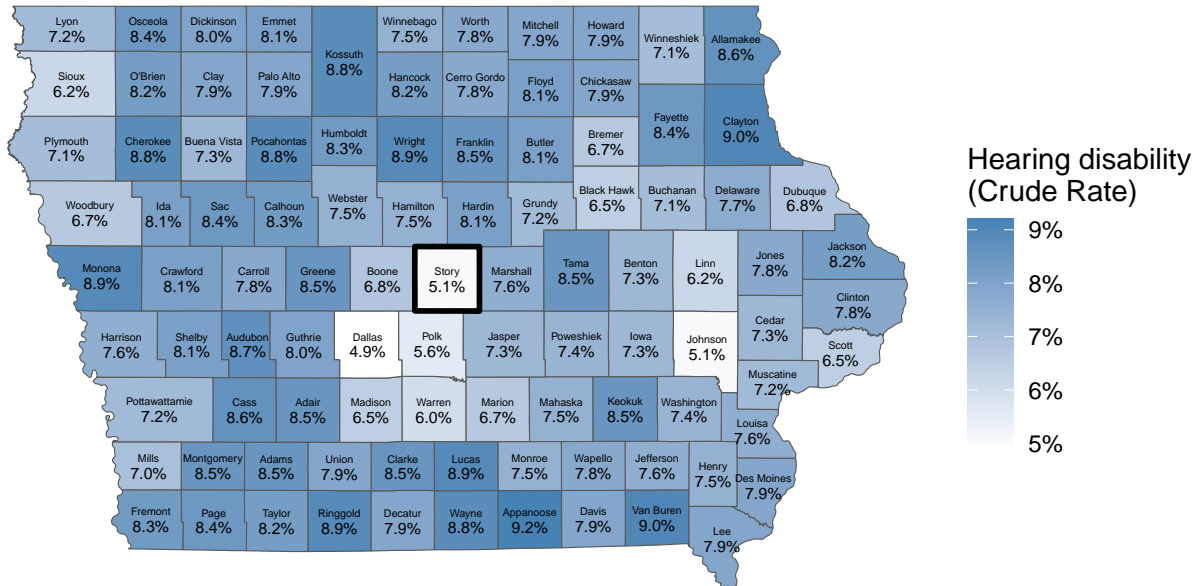 Lyon
7.2%
Osceola
8.4%
Dickinson
8.0%
Emmet
8.1%
Kossuth
8.8%
Winnebago
7.5%
Worth
7.8%
Mitchell
7.9%
Howard
7.9%
Winneshiek
7.1%
Allamakee
8.6%
Sioux
6.2%
O'Brien
8.2%
Clay
7.9%
Palo Alto
7.9%
Hancock
8.2%
Cerro Gordo
7.8%
Floyd
8.1%
Chickasaw
7.9%
Fayette
8.4%
Clayton
9.0%
Plymouth
7.1%
Cherokee
8.8%
Buena Vista
7.3%
Pocahontas
8.8%
Humboldt
8.3%
Wright
8.9%
Franklin
8.5%
Butler
8.1%
Bremer
6.7%
Woodbury
6.7%
Ida
8.1%
Sac
8.4%
Calhoun
8.3%
Webster
7.5%
Hamilton
7.5%
Hardin
8.1%
Grundy
7.2%
Black Hawk
6.5%
Buchanan
7.1%
Delaware
7.7%
Dubuque
6.8%
Monona
8.9%
Crawford
8.1%
Carroll
7.8%
Greene
8.5%
Boone
6.8%
Story
5.1%
Marshall
7.6%
Tama
8.5%
Benton
7.3%
Linn
6.2%
Jones
7.8%
Jackson
8.2%
Clinton
7.8%
Harrison
7.6%
Shelby
8.1%
Audubon
8.7%
Guthrie
8.0%
Dallas
4.9%
Polk
5.6%
Jasper
7.3%
Poweshiek
7.4%
Iowa
7.3%
Johnson
5.1%
Cedar
7.3%
Scott
6.5%
Muscatine
7.2%
Pottawattamie
7.2%
Cass
8.6%
Adair
8.5%
Madison
6.5%
Warren
6.0%
Marion
6.7%
Mahaska
7.5%
Keokuk
8.5%
Washington
7.4%
Louisa
7.6%
Mills
7.0%
Montgomery
8.5%
Adams
8.5%
Union
7.9%
Clarke
8.5%
Lucas
8.9%
Monroe
7.5%
Wapello
7.8%
Jefferson
7.6%
Henry
7.5%
Des Moines
7.9%
Fremont
8.3%
Page
8.4%
Taylor
8.2%
Ringgold
8.9%
Decatur
7.9%
Wayne
8.8%
Appanoose
9.2%
Davis
7.9%
Van Buren
9.0%
Lee
7.9%
Hearing disability
(Crude Rate)
9%
8%
7%
6%
5%